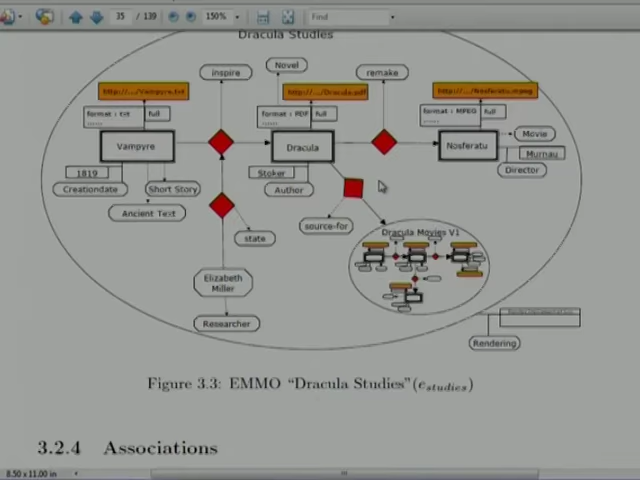 35 / 139
150%
Find
Dracula Studies
inspire
Novel
remake
http://.../Vampyre.txt
http://.../Dracula.pdf
http://.../Nosferatu.mpeg
format : txt
full
format : PDF
full
format : MPEG
full
Vampyre
Dracula
Nosferatu
Movie
Murnau
Director
1819
Creationdate
Short Story
Stoker
Author
Ancient Text
source-for
state
Dracula Movies V1
Elizabeth
Miller
Researcher
Rendering
Figure 3.3: EMMO “Dracula Studies”(estudies)
3.2.4 Associations
8.50 x 11.00 in